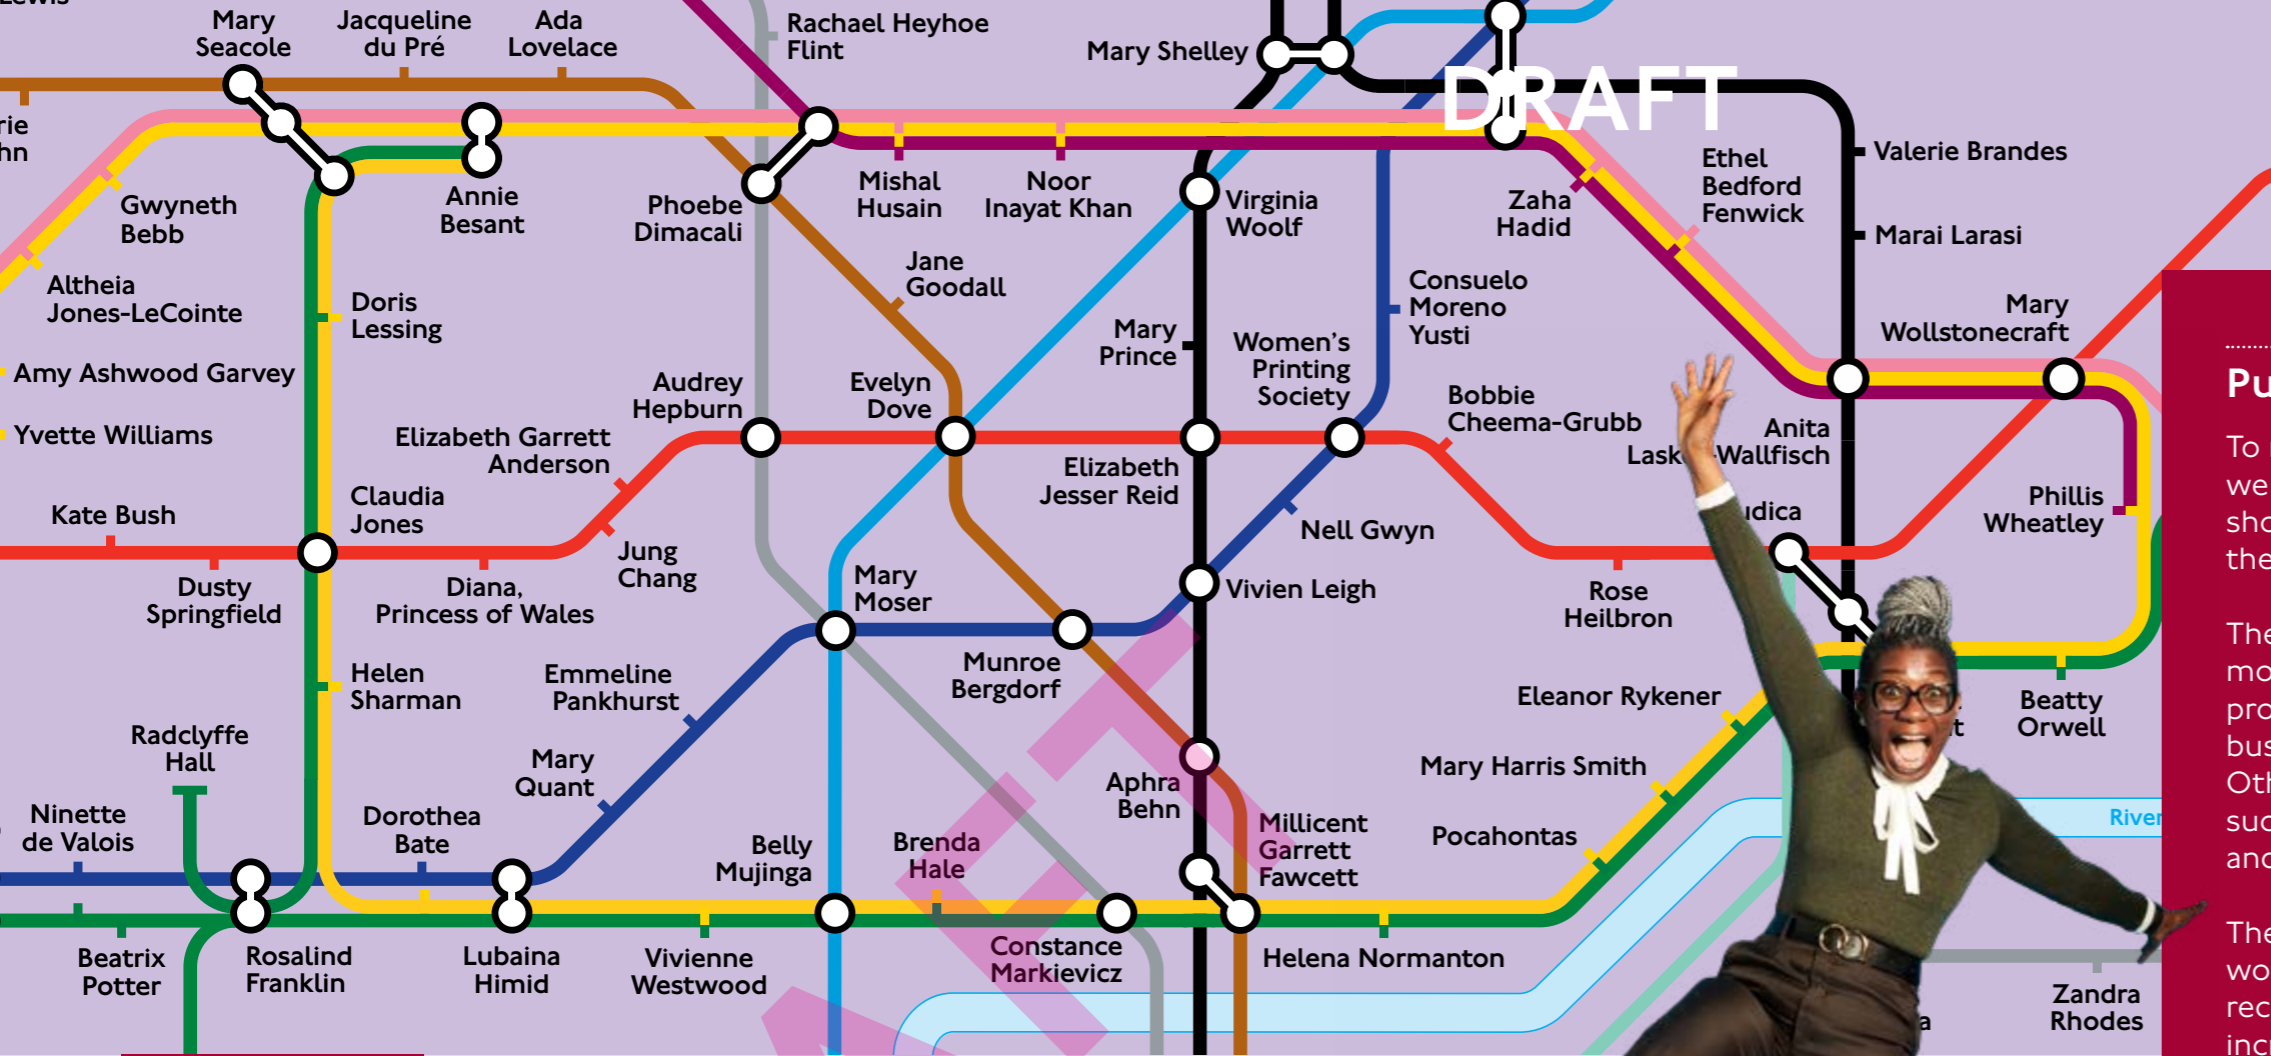 Lewis
Mary
Seacole
Jacqueline
du Pré
Ada
Lovelace
Rachael Heyhoe
Flint
Mary Shelley
DRAFT
Gwyneth
Bebb
Annie
Besant
Phoebe
Dimacali
Mishal
Husain
Noor
Inayat Khan
Virginia
Woolf
Zaha
Hadid
Ethel
Bedford
Fenwick
Valerie Brandes
Marai Larasi
Altheia
Jones-LeCointe
Doris
Lessing
Jane
Goodall
Mary
Prince
Women's
Printing
Society
Consuelo
Moreno
Yusti
Mary
Wollstonecraft
Amy Ashwood Garvey
Yvette Williams
Elizabeth Garrett
Anderson
Audrey
Hepburn
Evelyn
Dove
Elizabeth
Jesser Reid
Bobbie
Cheema-Grubb
Anita
Wallfisch
Kate Bush
Claudia
Jones
Dusty
Springfield
Diana,
Princess of Wales
Jung
Chang
Mary
Moser
Nell Gwyn
Vivien Leigh
Rose
Heilbron
Phillis
Wheatley
Helen
Sharman
Emmeline
Pankhurst
Munroe
Bergdorf
Eleanor Rykener
Beatty
Orwell
Radclyffe
Hall
Mary
Quant
Aphra
Behn
Mary Harris Smith
Ninette
de Valois
Dorothea
Bate
Belly
Mujinga
Brenda
Hale
Millicent
Garrett
Fawcett
Pocahontas
River
Beatrix
Potter
Rosalind
Franklin
Lubaina
Himid
Vivienne
Westwood
Constance
Markievicz
Helena Normanton
Zandra
Rhodes
To
we
the